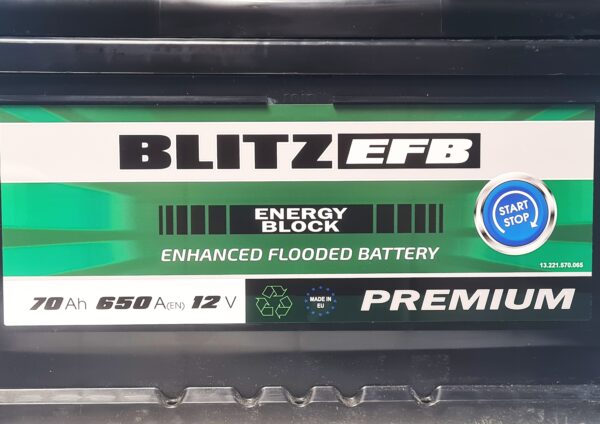 BLITZ EFB
ENERGY
BLOCK
START
STOP
ENHANCED FLOODED BATTERY
13.221.570.065
70 Ah 650 A(EN) 12 V
MADE IN
EU
PREMIUM